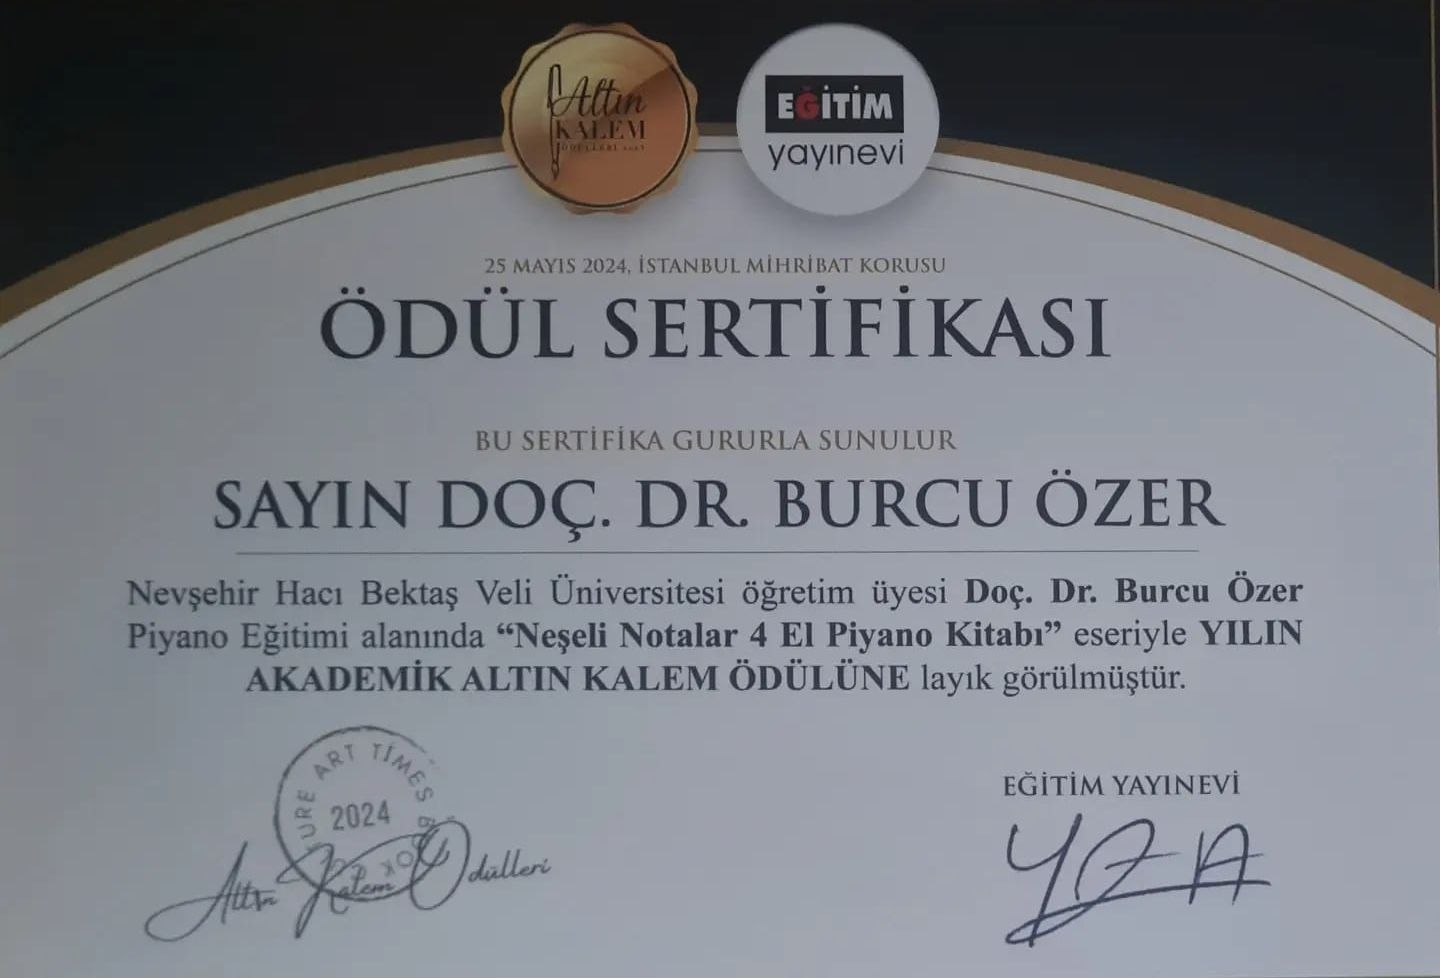 Altın
KALEM
EĞİTİM
yayınevi
25 MAYIS 2024, İSTANBUL MİHRİBAT KORUSU
ÖDÜL SERTİFİKASI
BU SERTİFİKA GURURLA SUNULUR
SAYIN DOÇ. DR. BURCU ÖZER
Nevşehir Hacı Bektaş Veli Üniversitesi öğretim üyesi Doç. Dr. Burcu Özer
Piyano Eğitimi alanında “Neşeli Notalar 4 El Piyano Kitabı” eseriyle YILIN
AKADEMİK ALTIN KALEM ÖDÜLÜNE layık görülmüştür.
ART TİMES
2024
Altın Kalem Ödülleri
EĞİTİM YAYINEVİ